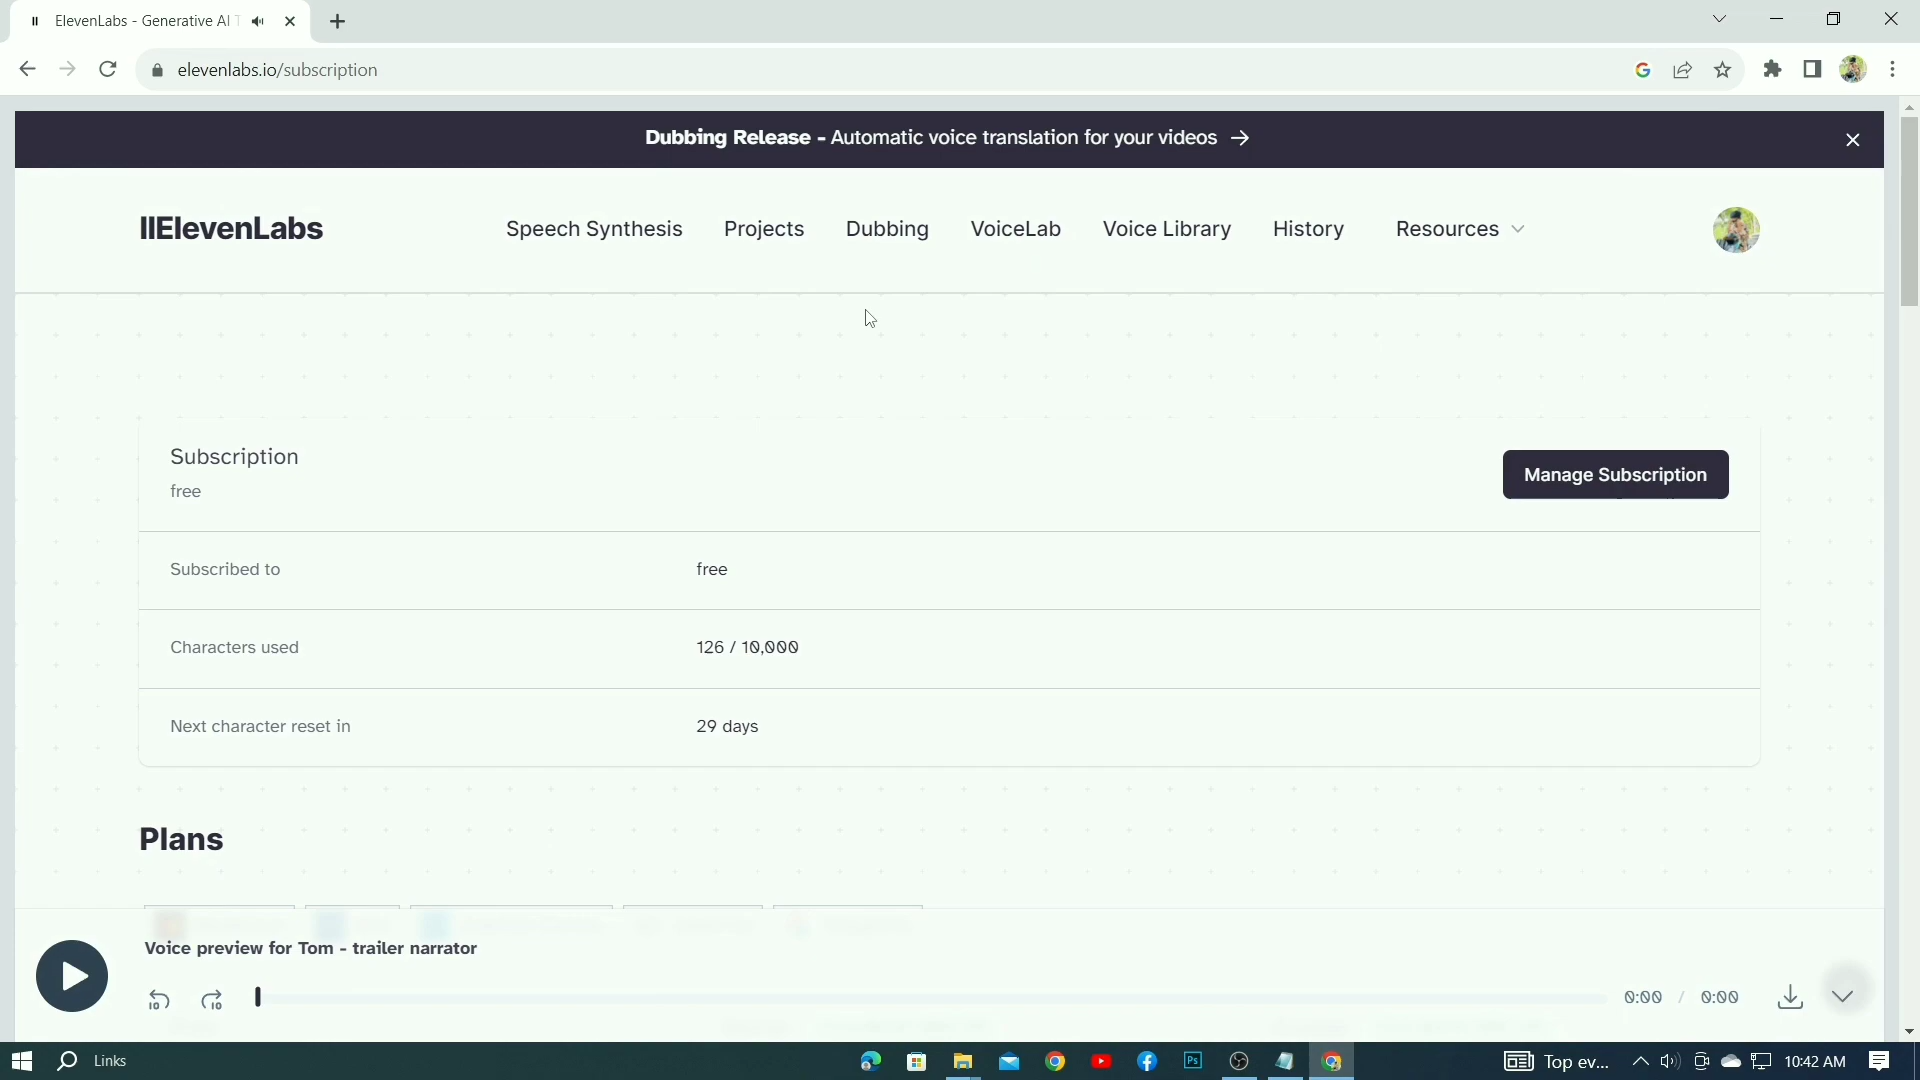 ElevenLabs - Generative AI T
elevenlabs.io/subscription
Dubbing Release - Automatic voice translation for your videos →
IIElevenLabs
Speech Synthesis
Projects
Dubbing
VoiceLab
Voice Library
History
Resources
Subscription
free
Manage Subscription
Subscribed to
free
Characters used
126 / 10,000
Next character reset in
29 days
Plans
Voice preview for Tom - trailer narrator
10
10
0:00 / 0:00
Links
Ps
Top ev...
10:42 AM